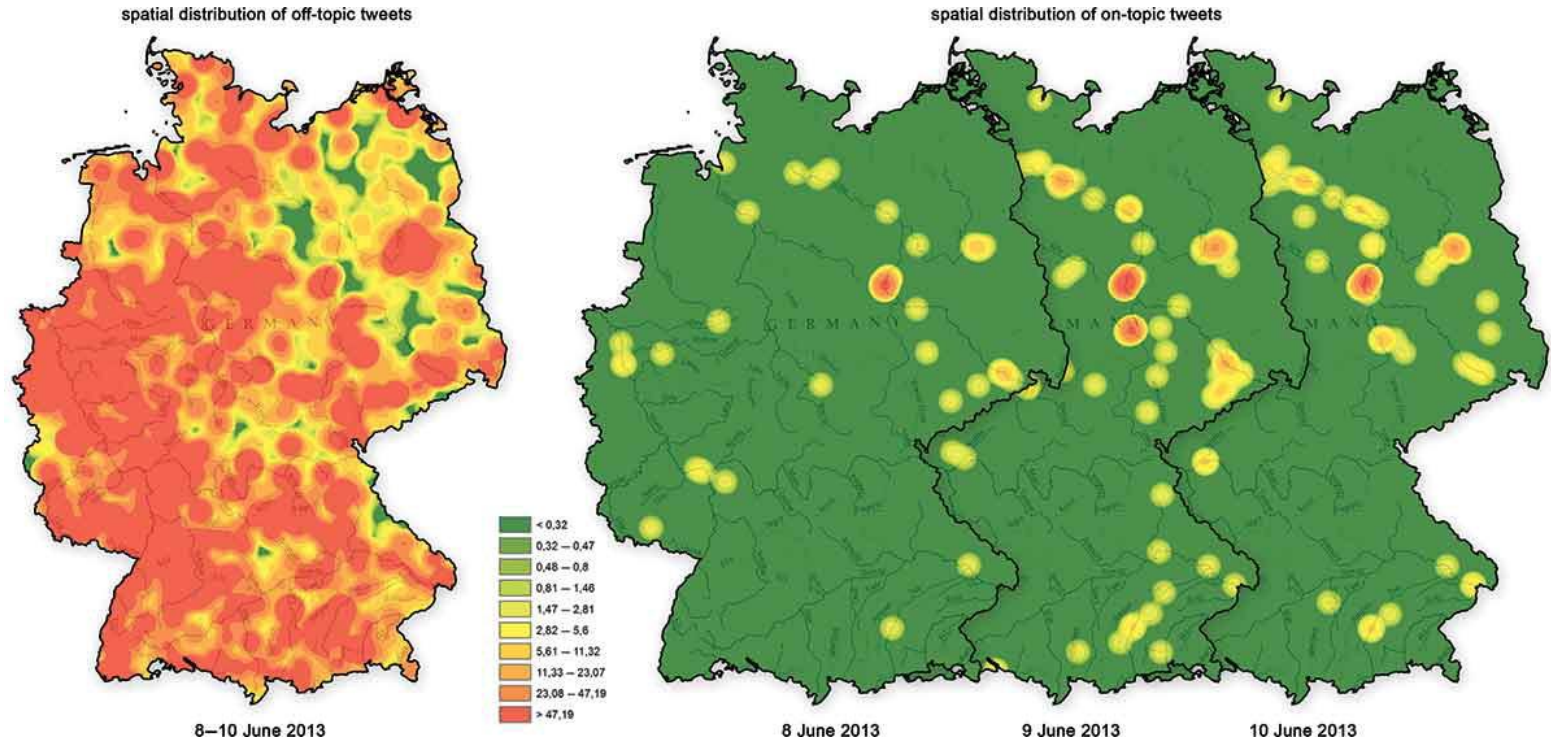 spatial distribution of off-topic tweets
spatial distribution of on-topic tweets
GERMANY
GERMANY
MANY
MANY
< 0,32
0,32 — 0,47
0,48 — 0,8
0,81 — 1,46
1,47 — 2,81
2,82 — 5,6
5,61 — 11,32
11,33 — 23,07
23,08 — 47,19
> 47,19
8—10 June 2013
8 June 2013
9 June 2013
10 June 2013